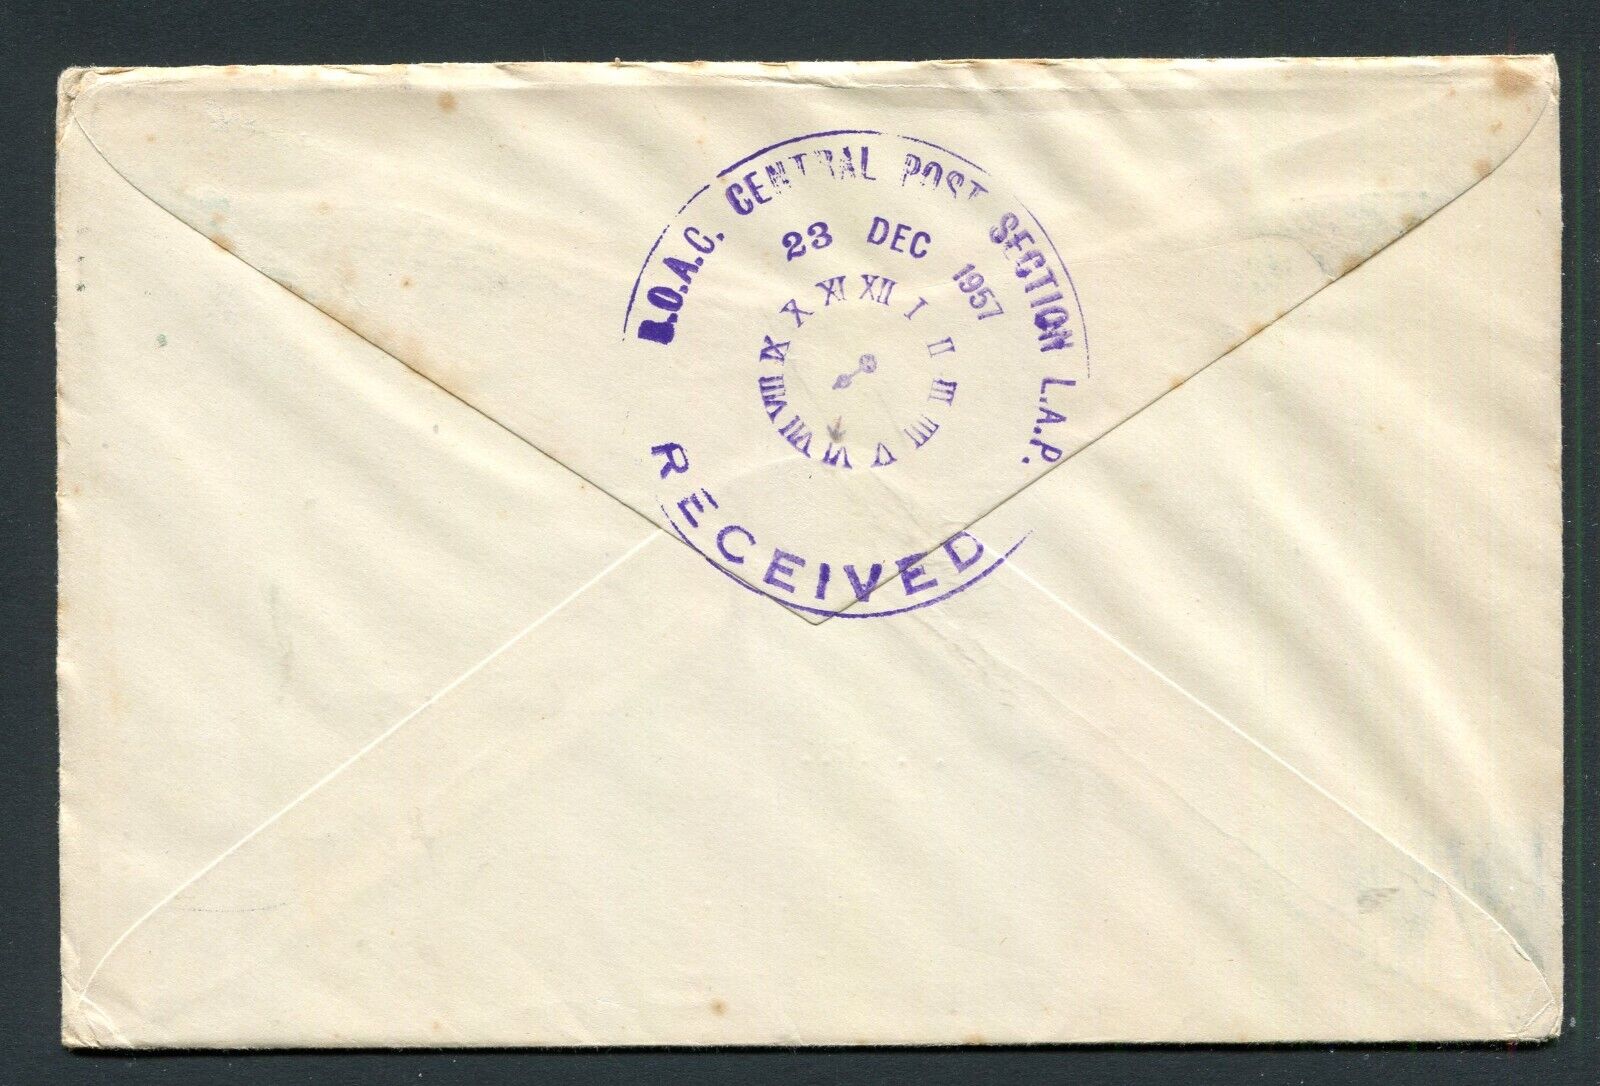 B.O.A.C. CENTRAL POST SECTION L.A.P.
23 DEC 1957
XII I II III IIII V VI VII VIII IX X XI
RECEIVED